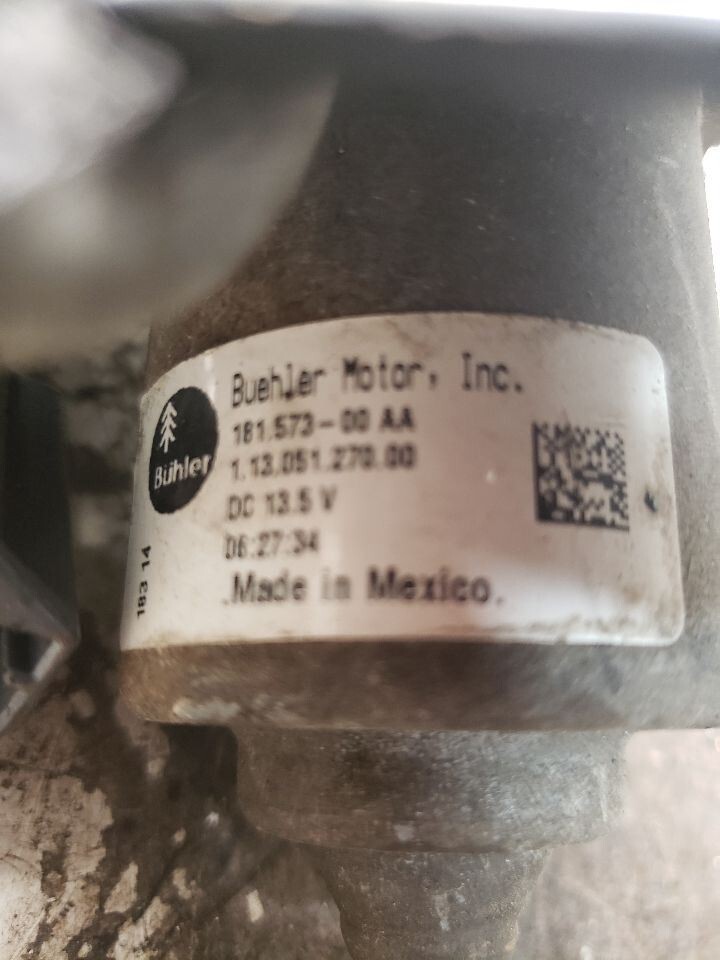 Buehler Motor, Inc.
181.573-00 AA
1.13.051.270.00
DC 13.5 V
06:27:34
.Made in Mexico.
Bühler
183 14